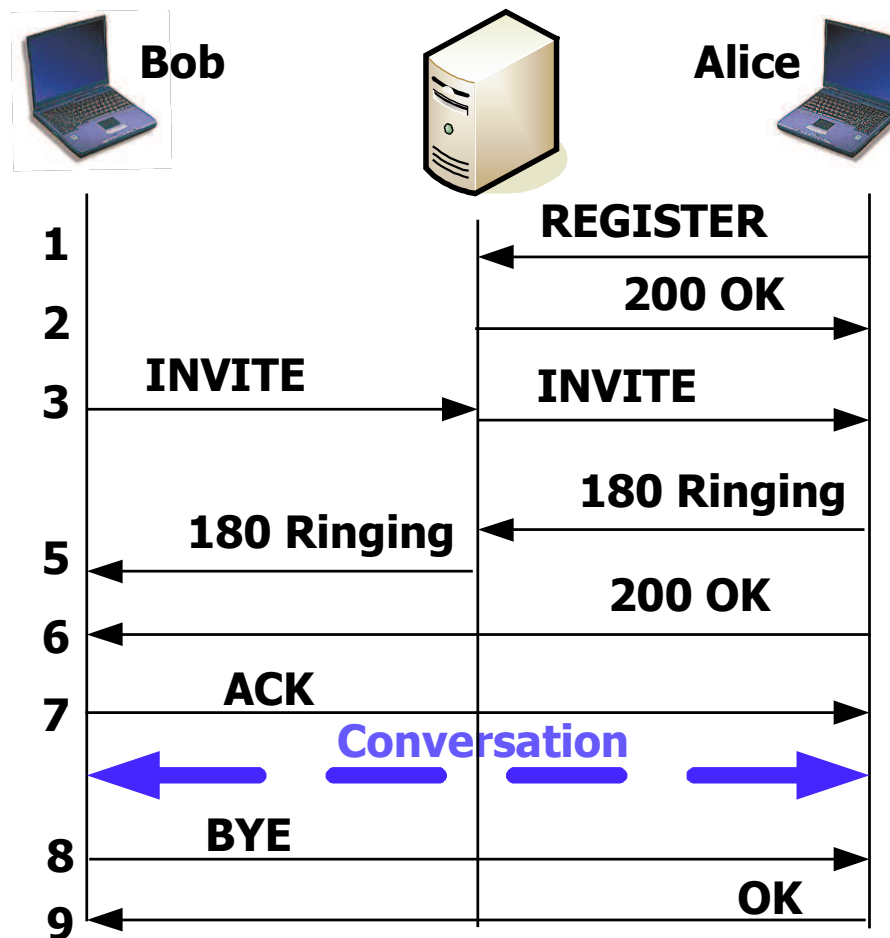 Bob
Alice
REGISTER
1
200 OK
2
INVITE
INVITE
3
180 Ringing
180 Ringing
5
200 OK
6
ACK
7
Conversation
BYE
8
OK
9